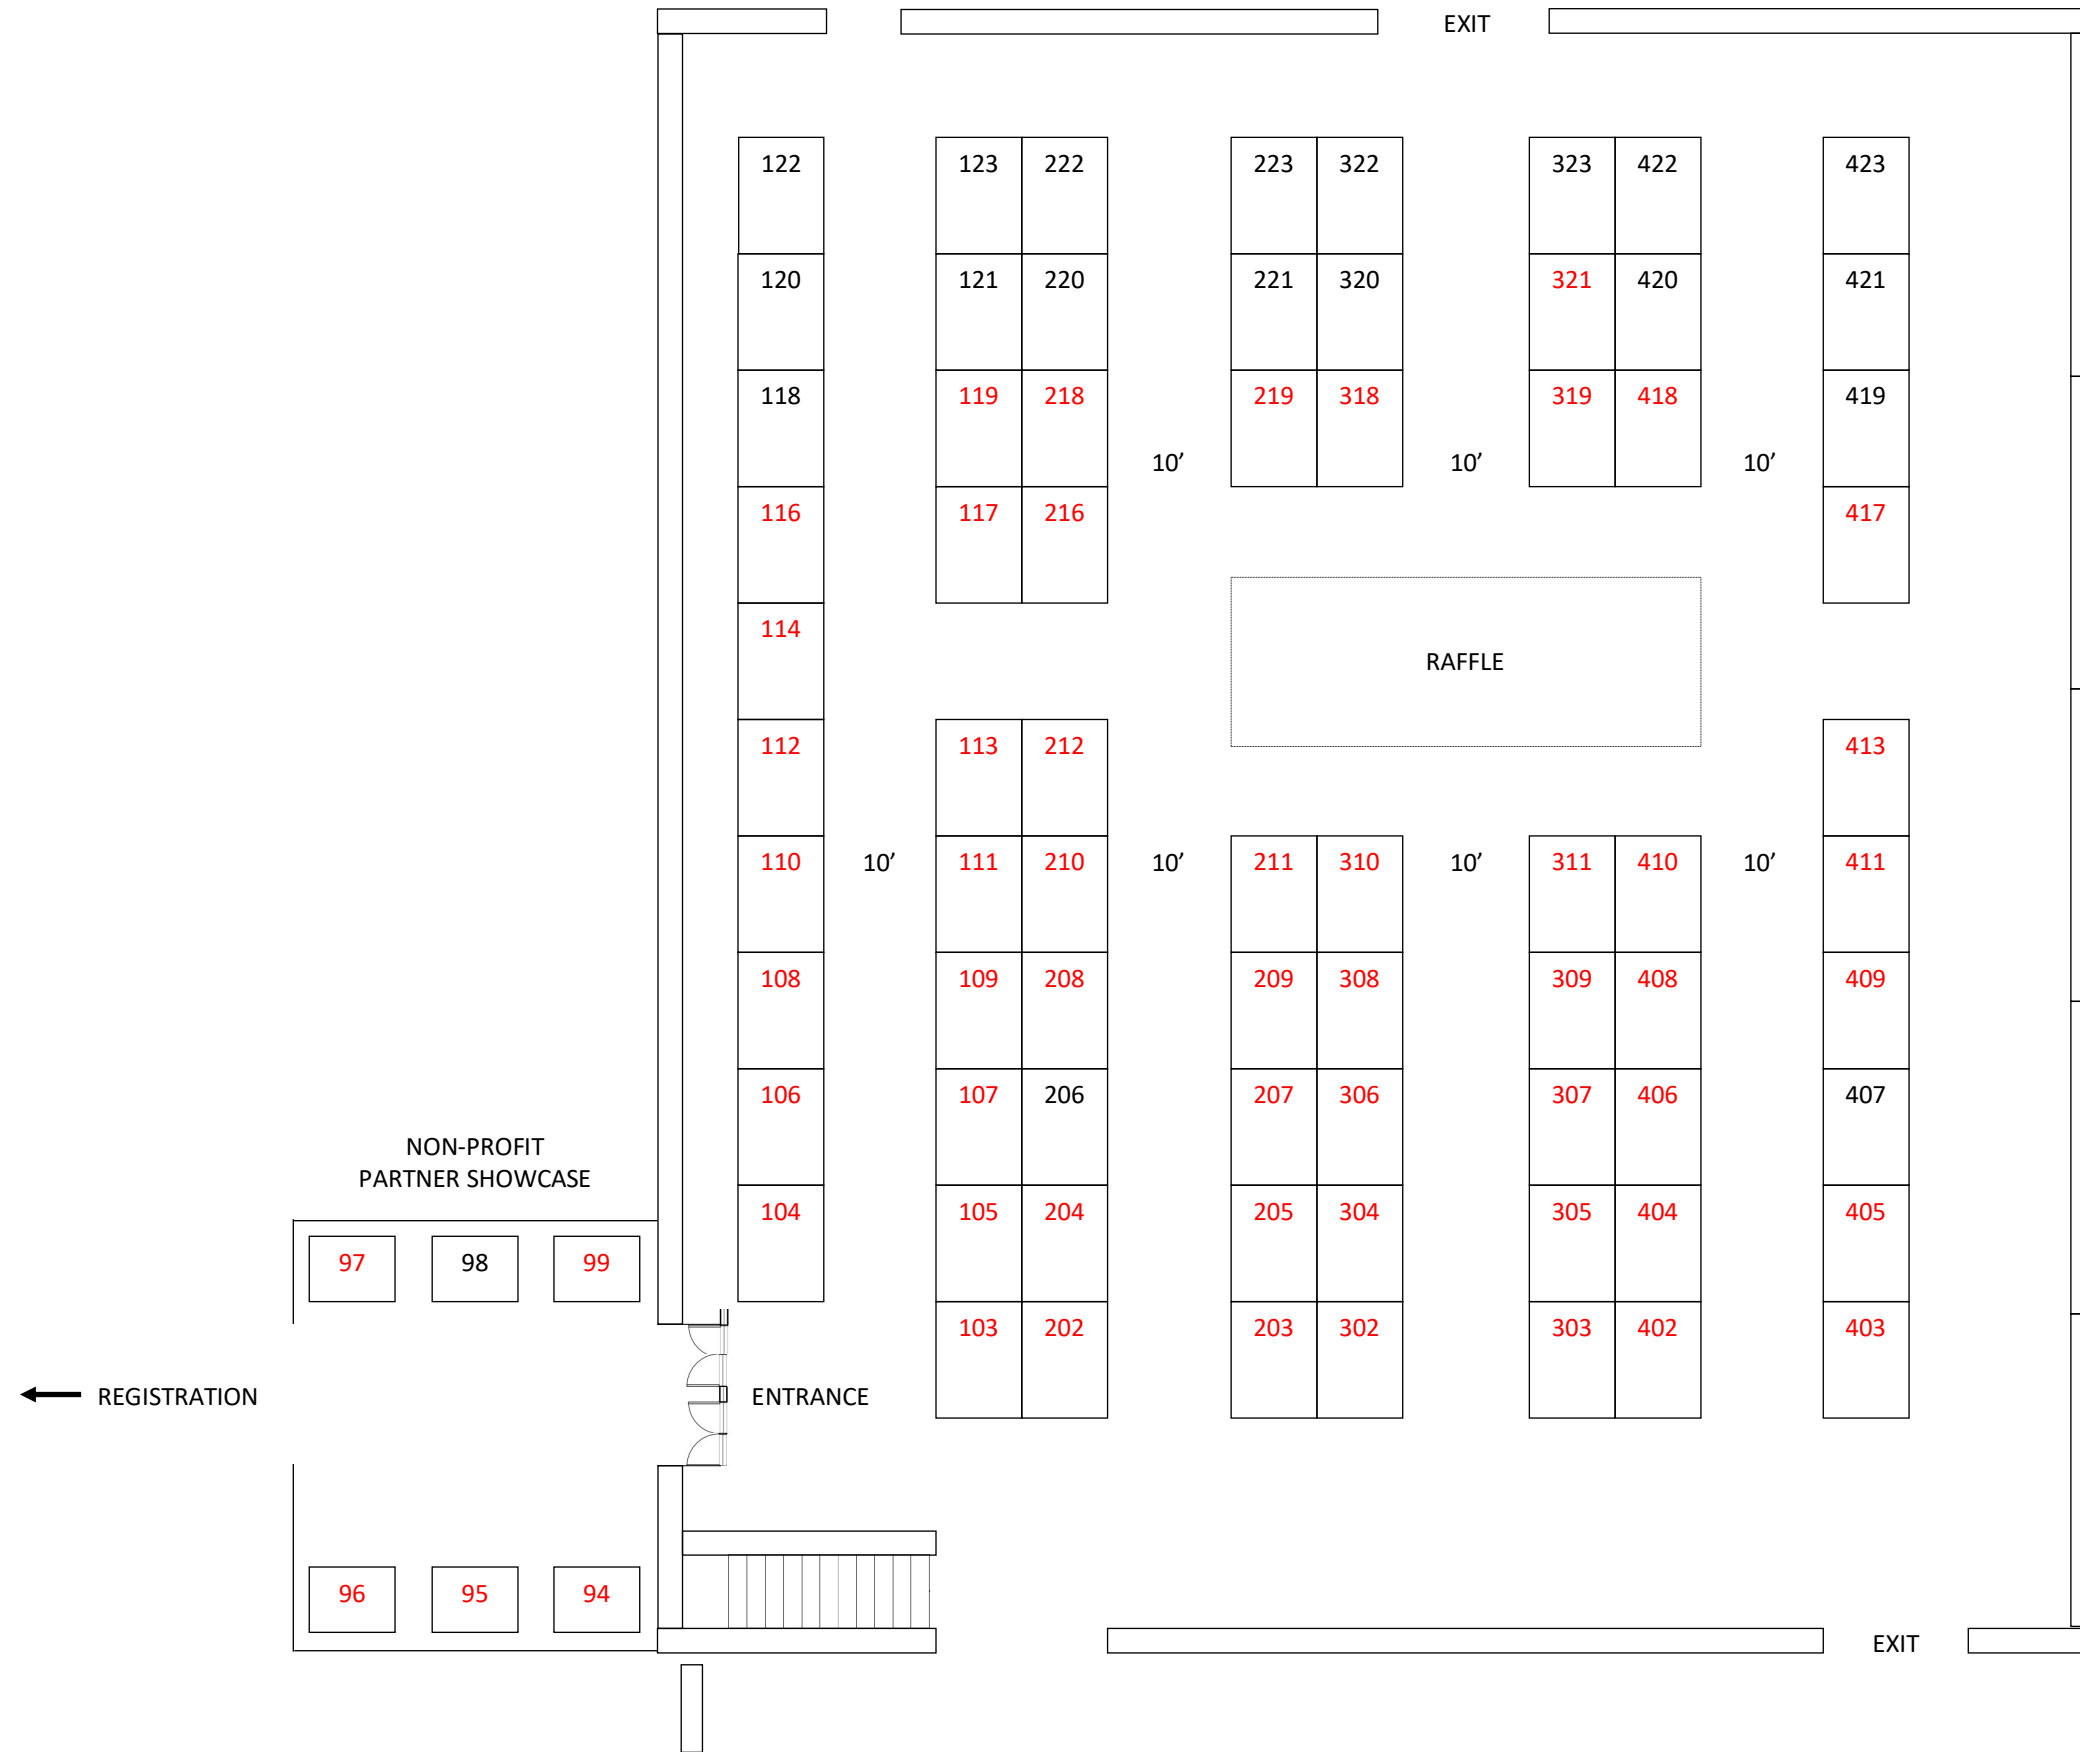 EXIT
122 123 222 223 322 323 422 423
120 121 220 221 320 321 420 421
118 119 218 219 318 319 418 419
10’ 10’ 10’
116 117 216 417
114
RAFFLE
112 113 212 413
110 10’ 111 210 10’ 211 310 10’ 311 410 10’ 411
108 109 208 209 308 309 408 409
106 107 206 207 306 307 406 407
NON-PROFIT
PARTNER SHOWCASE
104 105 204 205 304 305 404 405
97 98 99
103 202 203 302 303 402 403
REGISTRATION ENTRANCE
96 95 94
EXIT